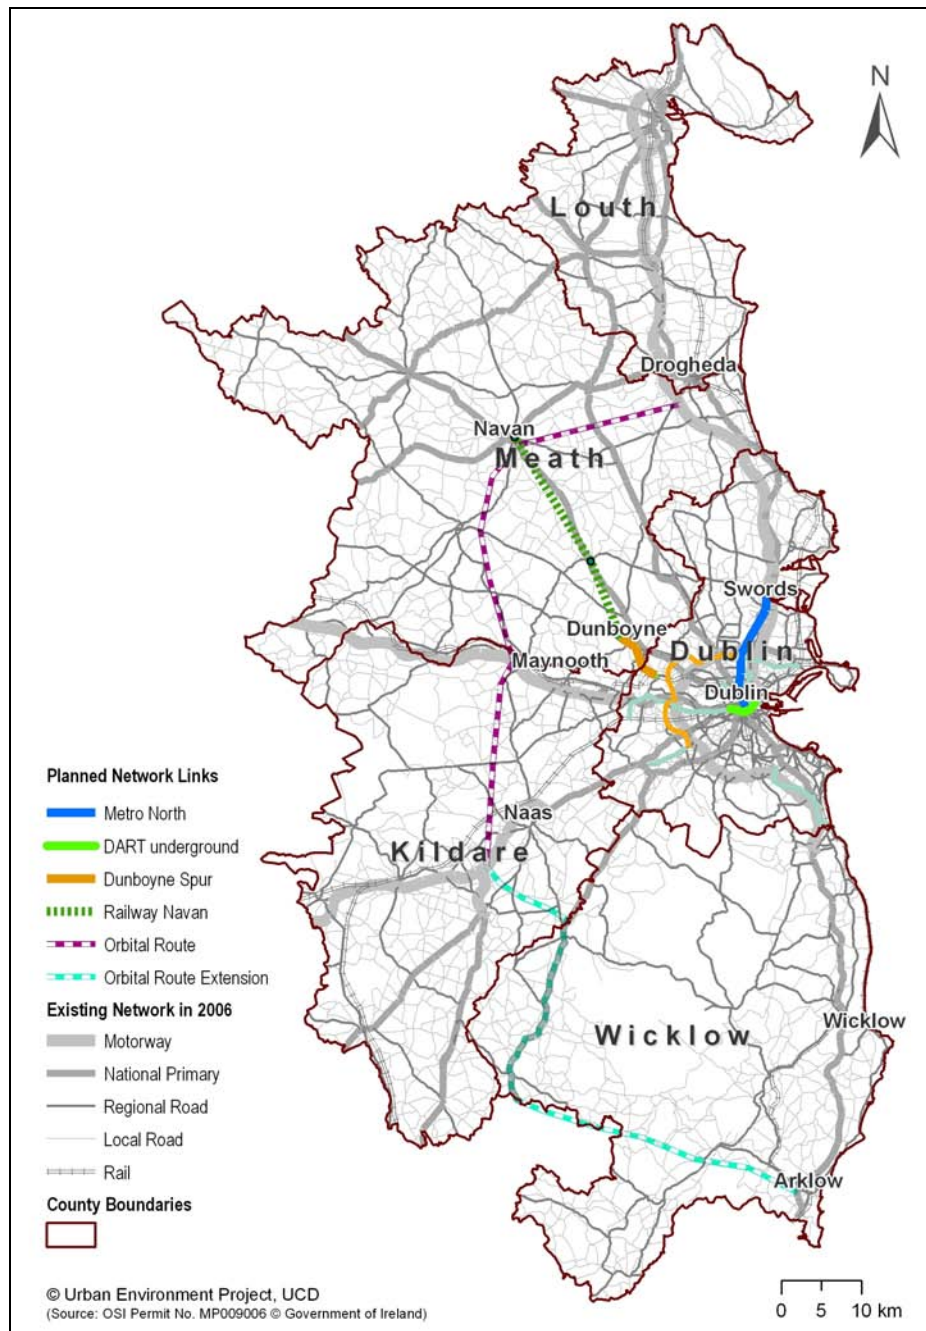 N
Louth
Drogheda
Navan
Meath
Swords
Dunboyne
Dublin
Maynooth
Dublin
Naas
Kildare
Wicklow
Wicklow
Arklow
Planned Network Links
Metro North
DART underground
Dunboyne Spur
Railway Navan
Orbital Route
Orbital Route Extension
Existing Network in 2006
Motorway
National Primary
Regional Road
Local Road
Rail
County Boundaries
© Urban Environment Project, UCD
(Source: OSI Permit No. MP009006 © Government of Ireland)
0 5 10 km